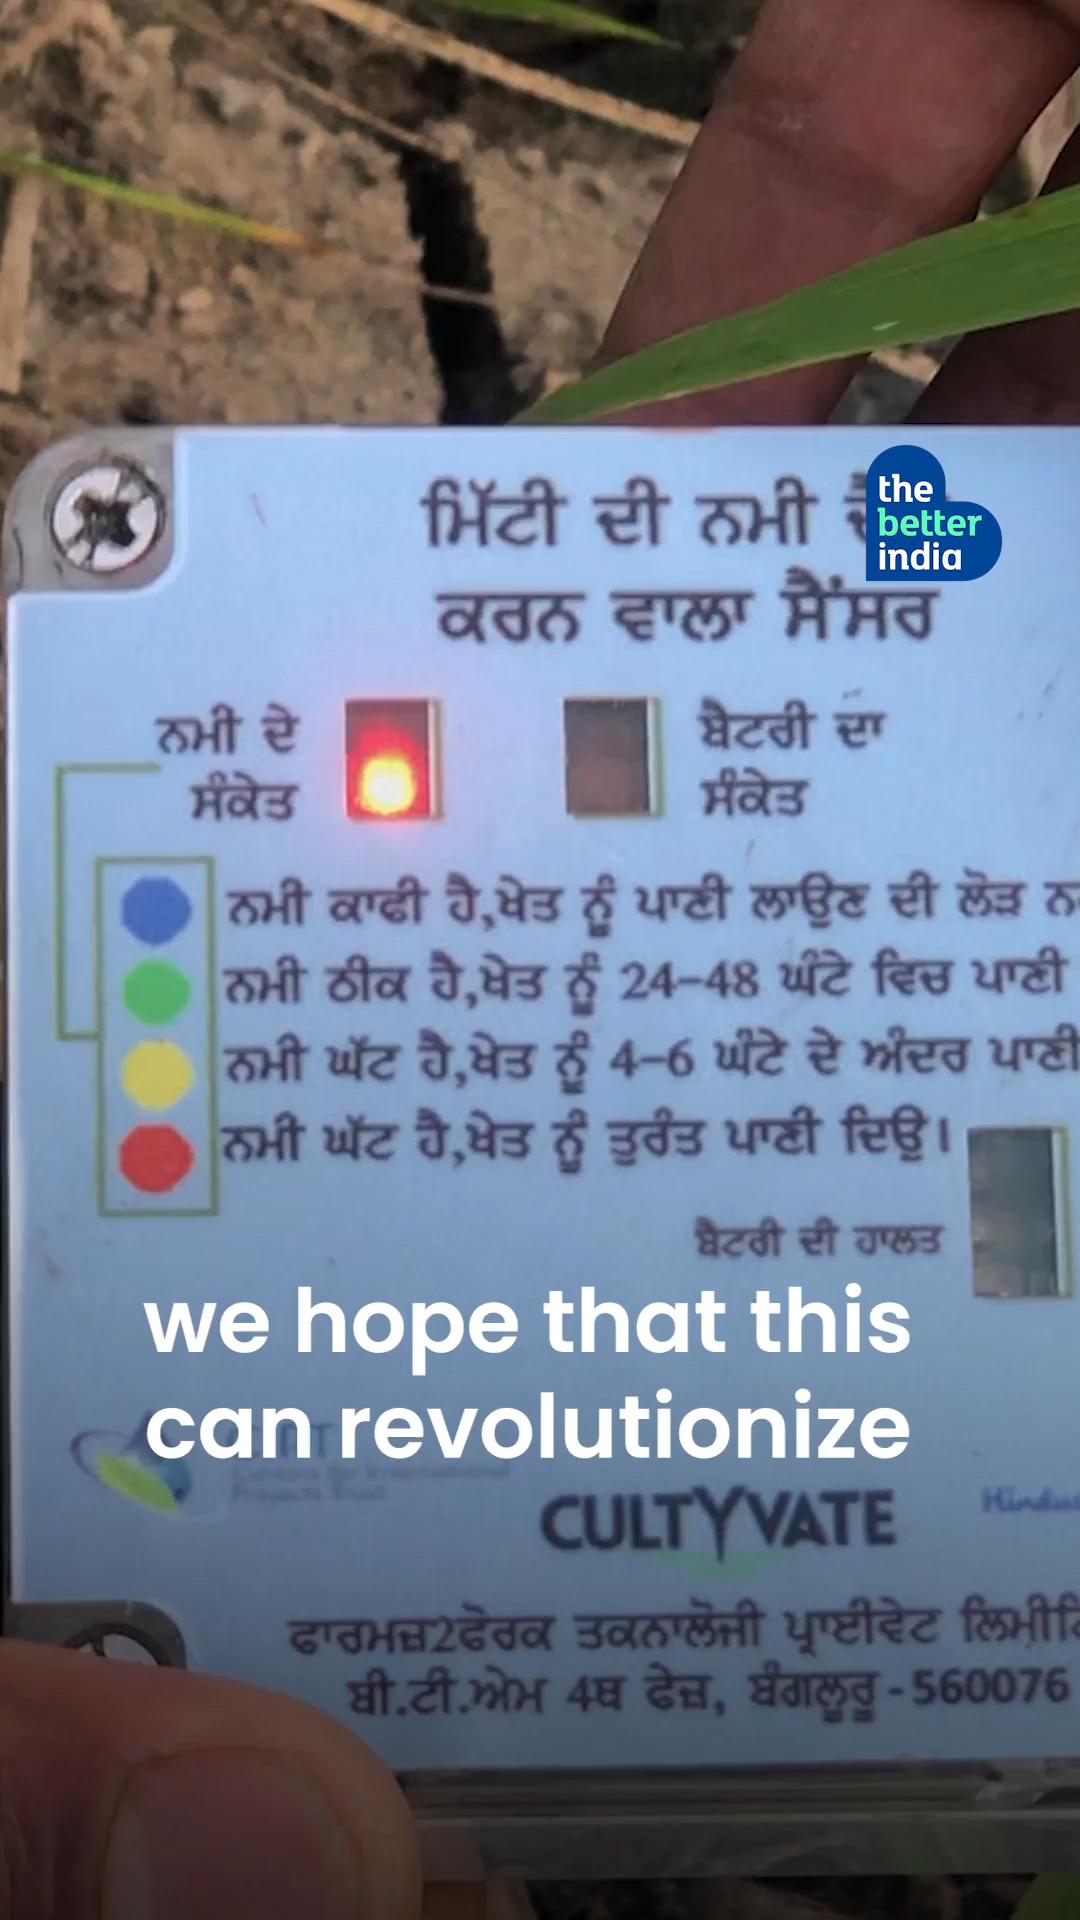 ਮਿੱਟੀ ਦੀ ਨਮੀ
the
better
india
ਕਰਨ ਵਾਲਾ ਸੈਂਸਰ
ਨਮੀ ਦੇ
ਸੰਕੇਤ
ਬੈਟਰੀ ਦਾ
ਸੰਕੇਤ
ਨਮੀ ਕਾਫੀ ਹੈ,ਖੇਤ ਨੂੰ ਪਾਣੀ ਲਾਉਣ ਦੀ ਲੋੜ
ਨਮੀ ਠੀਕ ਹੈ,ਖੇਤ ਨੂੰ 24-48 ਘੰਟੇ ਵਿਚ ਪਾਣੀ
ਨਮੀ ਘੱਟ ਹੈ,ਖੇਤ ਨੂੰ 4-6 ਘੰਟੇ ਦੇ ਅੰਦਰ ਪਾਣੀ
ਨਮੀ ਘੱਟ ਹੈ,ਖੇਤ ਨੂੰ ਤੁਰੰਤ ਪਾਣੀ ਦਿਉ।
ਬੈਟਰੀ ਦੀ ਹਾਲਤ
we hope that this
can revolutionize
CULTYVATE
ਫਾਰਮਜ਼2ਫੋਰਕ ਤਕਨਾਲੋਜੀ ਪ੍ਰਾਈਵੇਟ
ਬੀ.ਟੀ.ਐਮ 4ਥ ਫੇਜ਼, ਬੰਗਲੂਰੂ-560076